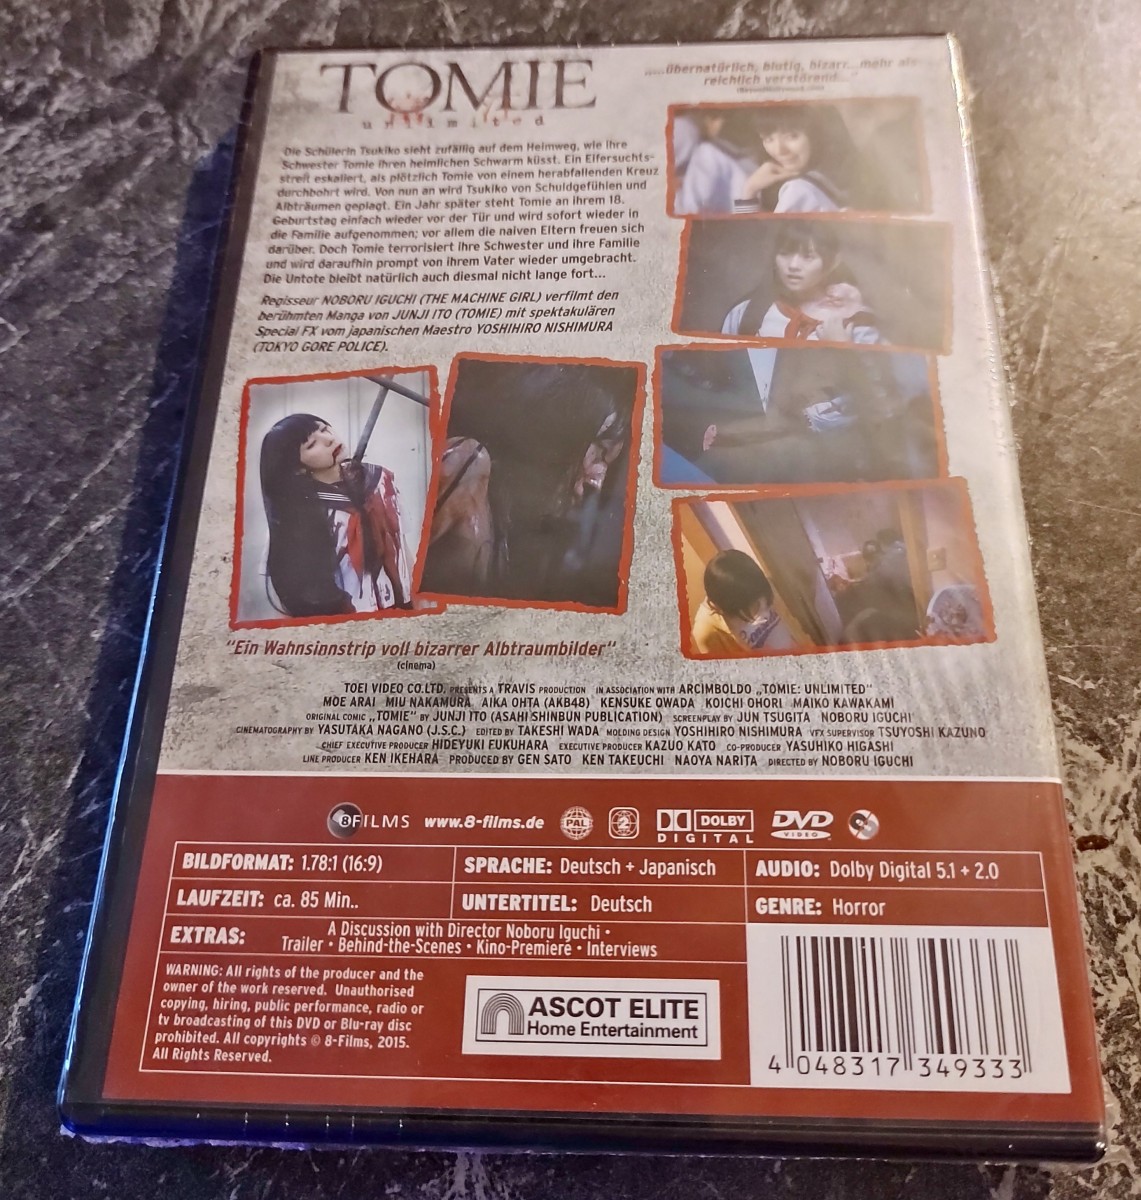 TOMIE
unlimited
"....übernatürlich, blutig, bizarr...mehr als
reichlich verstörend..."
Die Schülerin Tsukiko sieht zufällig auf dem Heimweg, wie ihre
Schwester Tomie ihren heimlichen Schwarm küsst. Ein Eifersuchts-
streit eskaliert, als plötzlich Tomie von einem herabfallenden Kreuz
durchbohrt wird. Von nun an wird Tsukiko von Schuldgefühlen und
Albträumen geplagt. Ein Jahr später steht Tomie an ihrem 18.
Geburtstag einfach wieder vor der Tür und wird sofort wieder in
die Familie aufgenommen; vor allem die naiven Eltern freuen sich
darüber. Doch Tomie terrorisiert ihre Schwester und ihre Familie
und wird daraufhin prompt von ihrem Vater wieder umgebracht.
Die Untote bleibt natürlich auch diesmal nicht lange fort...
Regisseur NOBORU IGUCHI (THE MACHINE GIRL) verfilmt den
berühmten Manga von JUNJI ITO (TOMIE) mit spektakulären
Special FX vom japanischen Maestro YOSHIHIRO NISHIMURA
(TOKYO GORE POLICE).
"Ein Wahnsinnstrip voll bizarrer Albtraumbilder"
(cinema)
TOEI VIDEO CO.LTD. PRESENTS A TRAVIS PRODUCTION IN ASSOCIATION WITH ARCIMBOLDO „TOMIE: UNLIMITED"
MOE ARAI MIU NAKAMURA AIKA OHTA (AKB48) KENSUKE OWADA KOICHI OHORI MAIKO KAWAKAMI
ORIGINAL COMIC „TOMIE" BY JUNJI ITO (ASAHI SHINBUN PUBLICATION) SCREENPLAY BY JUN TSUGITA NOBORU IGUCHI
CINEMATOGRAPHY BY YASUTAKA NAGANO (J.S.C.) EDITED BY TAKESHI WADA MOLDING DESIGN YOSHIHIRO NISHIMURA VFX SUPERVISOR TSUYOSHI KAZUNO
CHIEF EXECUTIVE PRODUCER HIDEYUKI FUKUHARA EXECUTIVE PRODUCER KAZUO KATO CO-PRODUCER YASUHIKO HIGASHI
LINE PRODUCER KEN IKEHARA PRODUCED BY GEN SATO KEN TAKEUCHI NAOYA NARITA DIRECTED BY NOBORU IGUCHI
8FILMS www.8-films.de PAL 2 DOLBY DIGITAL DVD VIDEO
BILDFORMAT: 1.78:1 (16:9) SPRACHE: Deutsch + Japanisch AUDIO: Dolby Digital 5.1 + 2.0
LAUFZEIT: ca. 85 Min.. UNTERTITEL: Deutsch GENRE: Horror
EXTRAS: A Discussion with Director Noboru Iguchi •
Trailer • Behind-the-Scenes • Kino-Premiere • Interviews
WARNING: All rights of the producer and the
owner of the work reserved. Unauthorised
copying, hiring, public performance, radio or
tv broadcasting of this DVD or Blu-ray disc
prohibited. All copyrights © 8-Films, 2015.
All Rights Reserved.
ASCOT ELITE
Home Entertainment
4 048317 349333